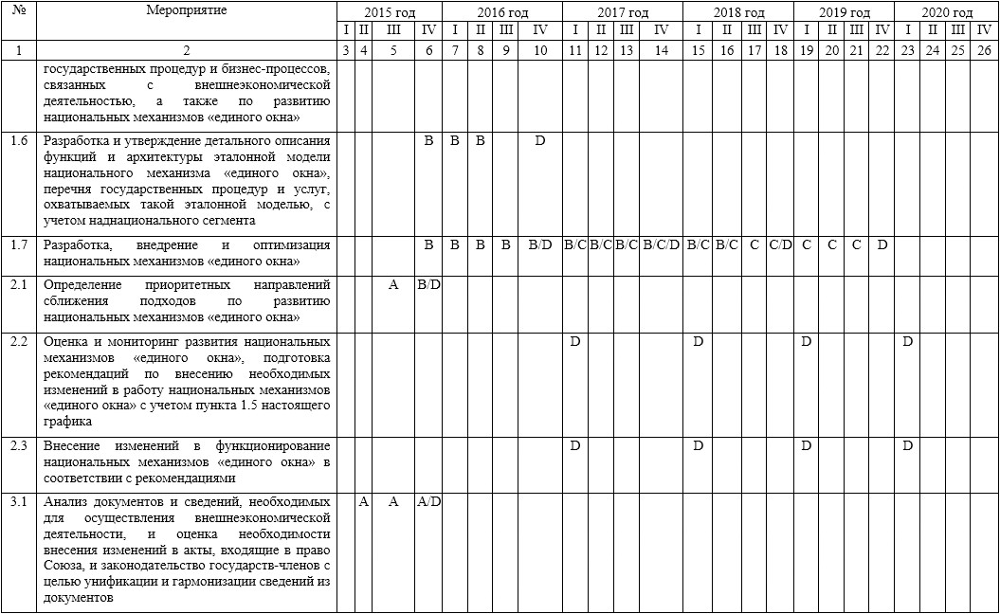 № Мероприятие 2015 год 2016 год 2017 год 2018 год 2019 год 2020 год
I II III IV I II III IV I II III IV I II III IV I II III IV I II III IV
1 2 3 4 5 6 7 8 9 10 11 12 13 14 15 16 17 18 19 20 21 22 23 24 25 26
государственных процедур и бизнес-процессов,
связанных с внешнеэкономической
деятельностью, а также по развитию
национальных механизмов «единого окна»
1.6 Разработка и утверждение детального описания B B B D
функций и архитектуры эталонной модели
национального механизма «единого окна»,
перечня государственных процедур и услуг,
охватываемых такой эталонной моделью, с
учетом наднационального сегмента
1.7 Разработка, внедрение и оптимизация B B B B B/D B/C B/C B/C B/C/D B/C B/C C C/D C C C D
национальных механизмов «единого окна»
2.1 Определение приоритетных направлений A B/D
сближения подходов по развитию
национальных механизмов «единого окна»
2.2 Оценка и мониторинг развития национальных D D D D
механизмов «единого окна», подготовка
рекомендаций по внесению необходимых
изменений в работу национальных механизмов
«единого окна» с учетом пункта 1.5 настоящего
графика
2.3 Внесение изменений в функционирование D D D D
национальных механизмов «единого окна» в
соответствии с рекомендациями
3.1 Анализ документов и сведений, необходимых A A A/D
для осуществления внешнеэкономической
деятельности, и оценка необходимости
внесения изменений в акты, входящие в право
Союза, и законодательство государств-членов с
целью унификации и гармонизации сведений из
документов